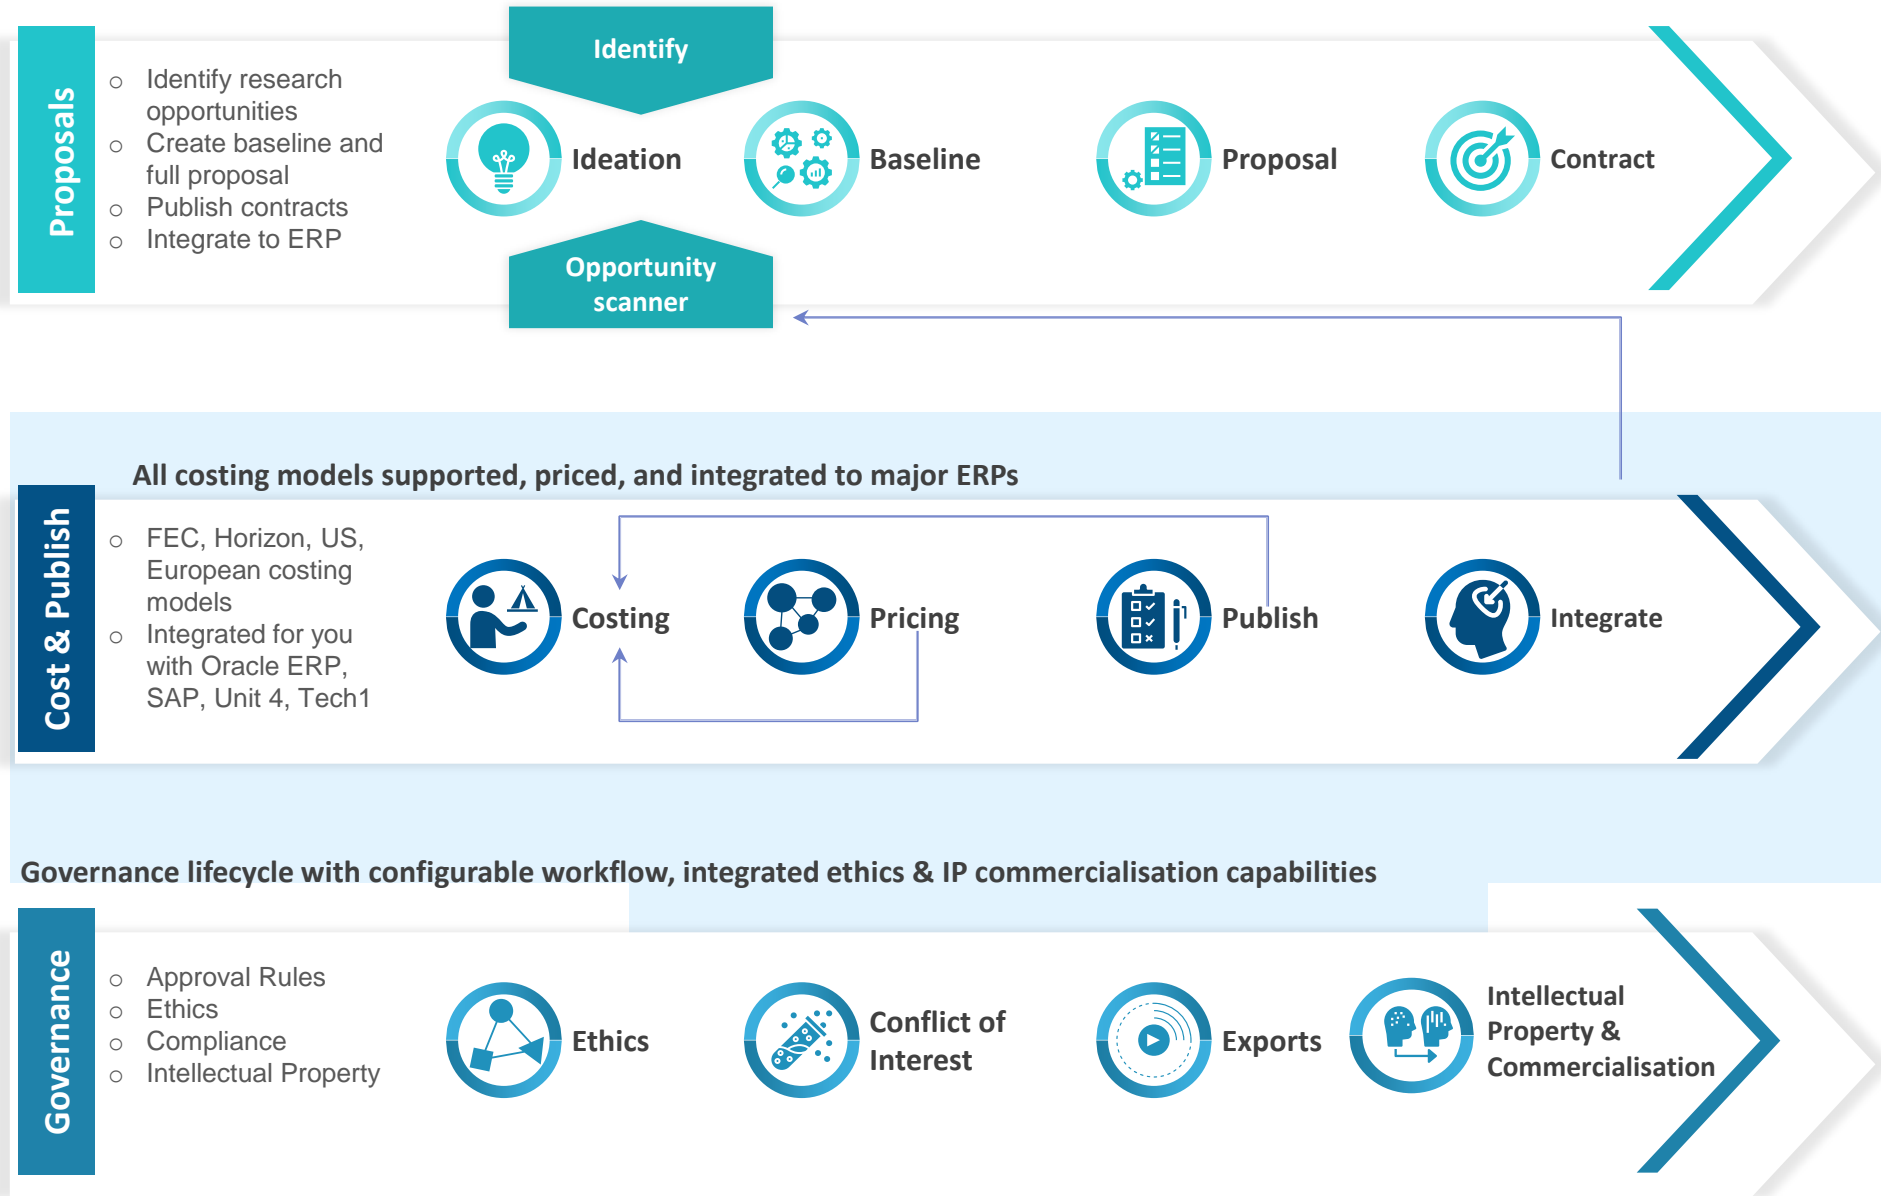 Identify
Proposals
Identify research
opportunities
Create baseline and
full proposal
Publish contracts
Integrate to ERP
Ideation
Baseline
Proposal
Contract
Opportunity
scanner
All costing models supported, priced, and integrated to major ERPs
Cost & Publish
FEC, Horizon, US,
European costing
models
Integrated for you
with Oracle ERP,
SAP, Unit 4, Tech1
Costing
Pricing
Publish
Integrate
Governance lifecycle with configurable workflow, integrated ethics & IP commercialisation capabilities
Governance
Approval Rules
Ethics
Compliance
Intellectual Property
Ethics
Conflict of
Interest
Exports
Intellectual
Property &
Commercialisation